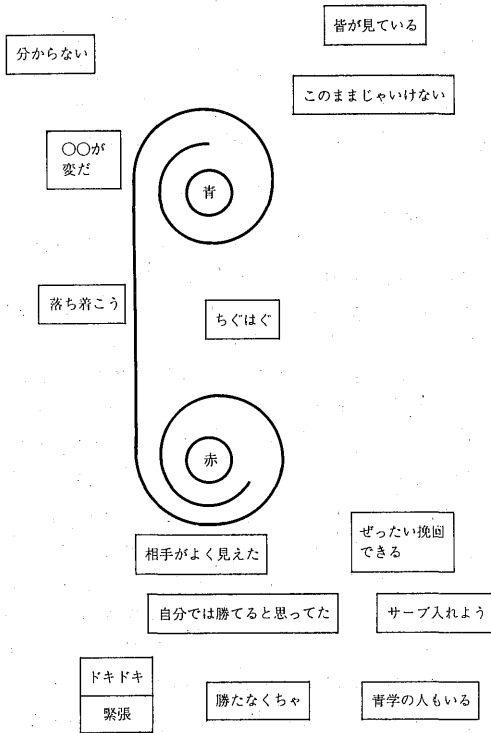 皆が見ている
分からない
このままじゃいけない
〇〇が
変だ
青
落ち着こう
ちぐはぐ
赤
相手がよく見えた
ぜったい挽回
できる
自分では勝てると思ってた
サーブ入れよう
ドキドキ
緊張
勝たなくちゃ
青学の人もいる